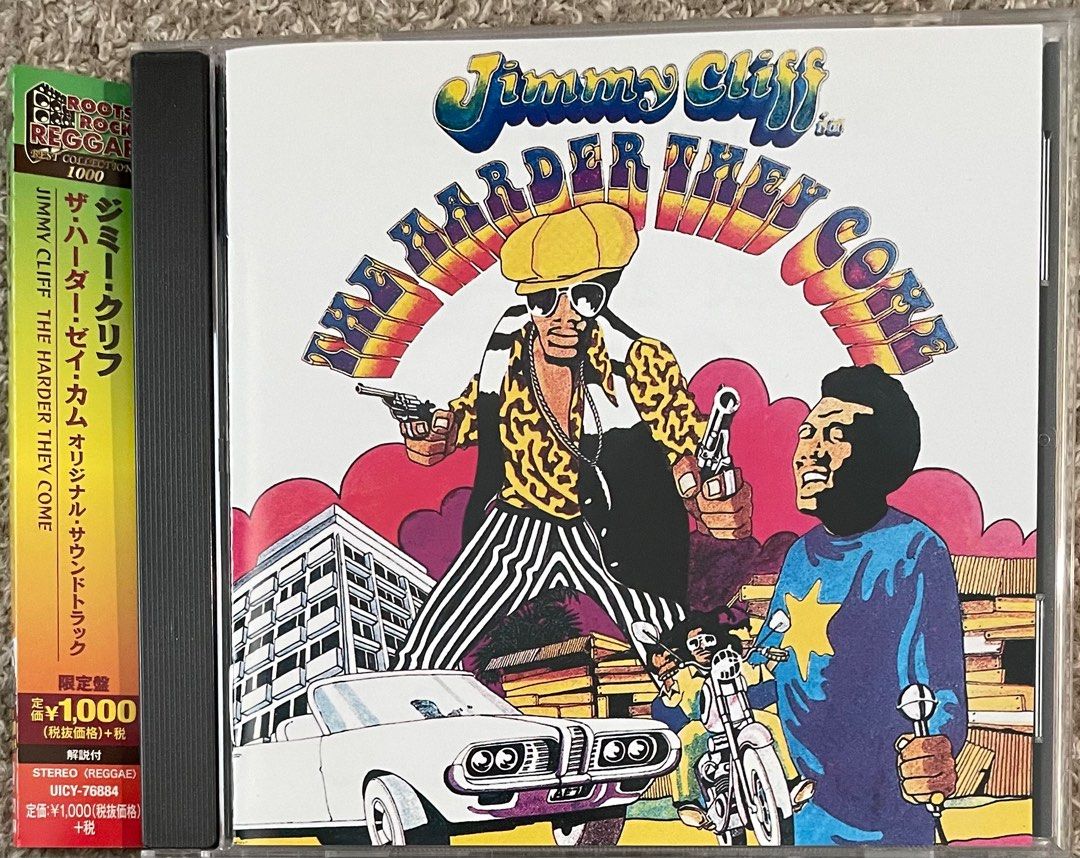 ROOTS
ROCK
REGGAE
BEST COLLECTION
1000
ジミー・クリフ
ザ・ハーダー・ゼイ・カム オリジナル・サウンドトラック
JIMMY CLIFF THE HARDER THEY COME
限定盤
定価¥1,000
(税抜価格)+税
解説付
STEREO〈REGGAE〉
UICY-76884
定価:¥1,000(税抜価格)
+税
Jimmy Cliff
in
THE HARDER THEY COME